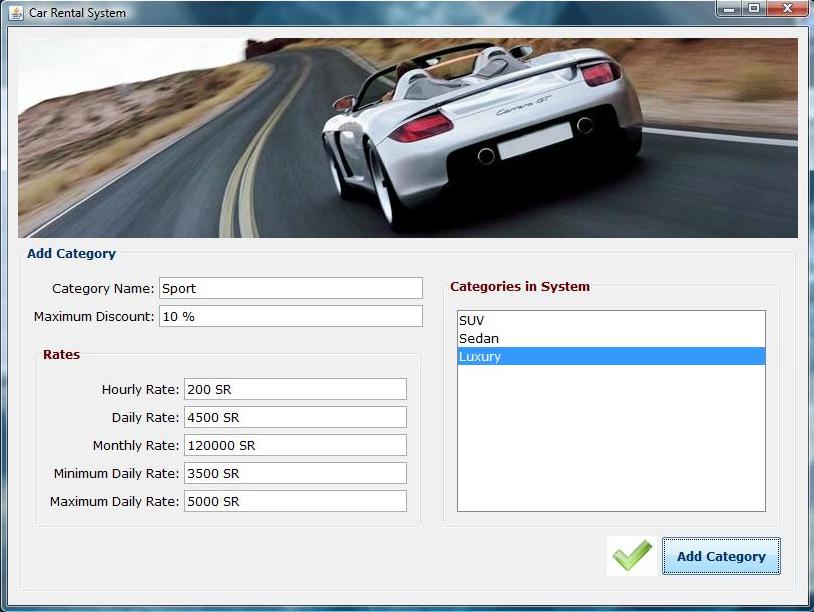 Car Rental System
Carrera GT
Add Category
Category Name: Sport
Maximum Discount: 10 %
Rates
Hourly Rate: 200 SR
Daily Rate: 4500 SR
Monthly Rate: 120000 SR
Minimum Daily Rate: 3500 SR
Maximum Daily Rate: 5000 SR
Categories in System
SUV
Sedan
Luxury
Add Category